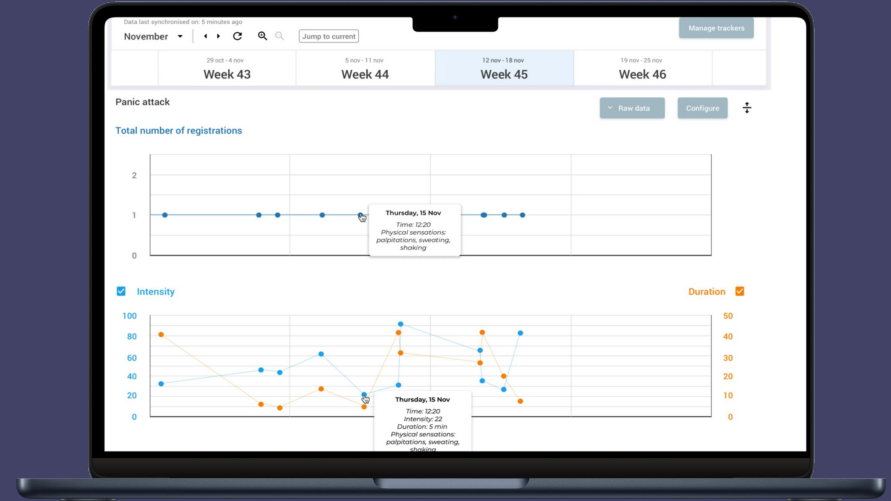 Data last synchronised on: 5 minutes ago
November
Jump to current
Manage trackers
29 oct - 4 nov
5 nov - 11 nov
12 nov - 18 nov
19 nov - 25 nov
Week 43
Week 44
Week 45
Week 46
Panic attack
Raw data
Configure
Total number of registrations
2
1
0
Thursday, 15 Nov
Time: 12:20
Physical sensations:
palpitations, sweating,
shaking
Intensity
Duration
100
80
60
40
20
0
50
40
30
20
10
0
Thursday, 15 Nov
Time: 12:20
Intensity: 22
Duration: 5 min
Physical sensations:
palpitations, sweating,
shaking